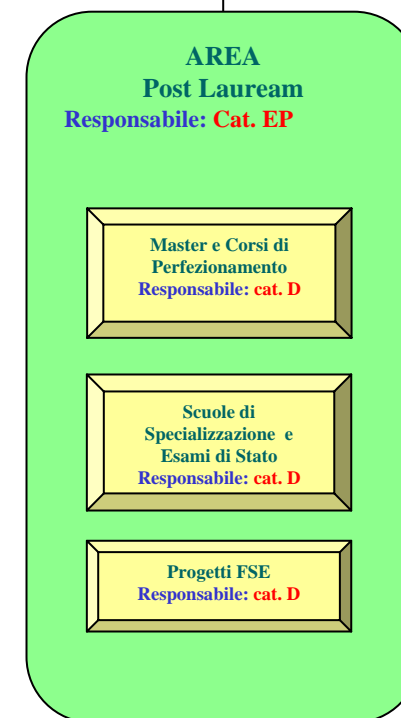 AREA
Post Lauream
Responsabile: Cat. EP
Master e Corsi di
Perfezionamento
Responsabile: cat. D
Scuole di
Specializzazione e
Esami di Stato
Responsabile: cat. D
Progetti FSE
Responsabile: cat. D